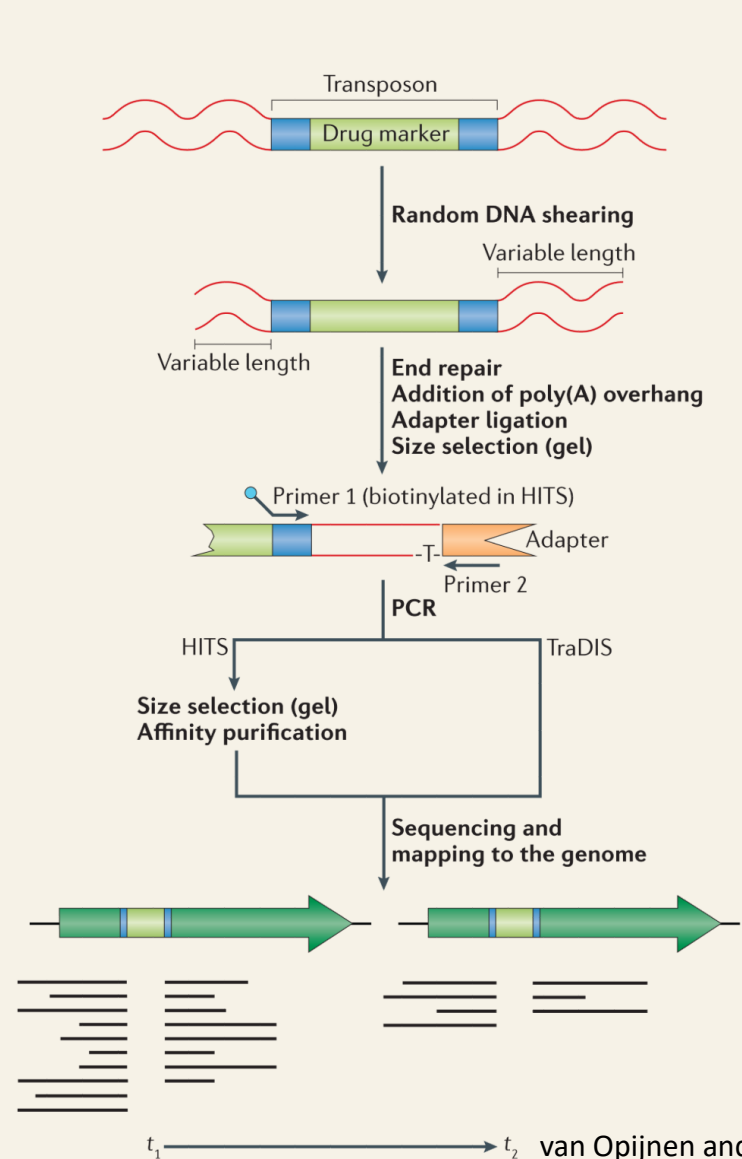 Transposon
Drug marker
Random DNA shearing
Variable length
Variable length
End repair
Addition of poly(A) overhang
Adapter ligation
Size selection (gel)
Primer 1 (biotinylated in HITS)
-T-
Adapter
Primer 2
PCR
HITS
TraDIS
Size selection (gel)
Affinity purification
Sequencing and
mapping to the genome
t1
t2
van Opijnen and